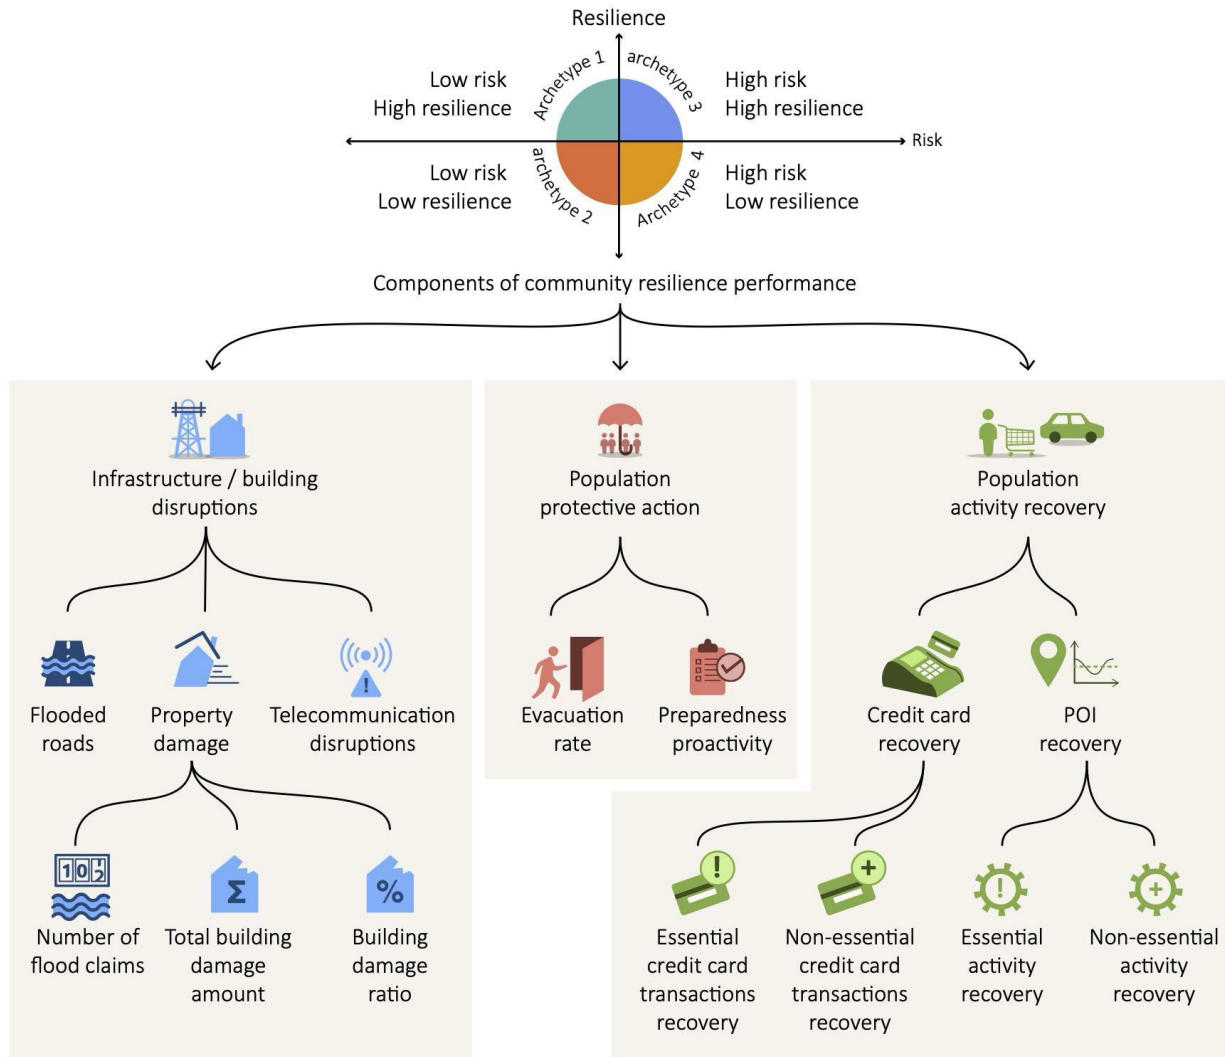 Resilience
Archetype 1
archetype 3
Low risk
High resilience
High risk
High resilience
Risk
Low risk
Low resilience
archetype 2
Archetype 4
High risk
Low resilience
Components of community resilience performance
Infrastructure / building
disruptions
Population
protective action
Population
activity recovery
Flooded
roads
Property
damage
!
Telecommunication
disruptions
Evacuation
rate
Preparedness
proactivity
Credit card
recovery
POI
recovery
102
Number of
flood claims
Σ
Total building
damage
amount
%
Building
damage
ratio
!
Essential
credit card
transactions
recovery
+
Non-essential
credit card
transactions
recovery
!
Essential
activity
recovery
+
Non-essential
activity
recovery